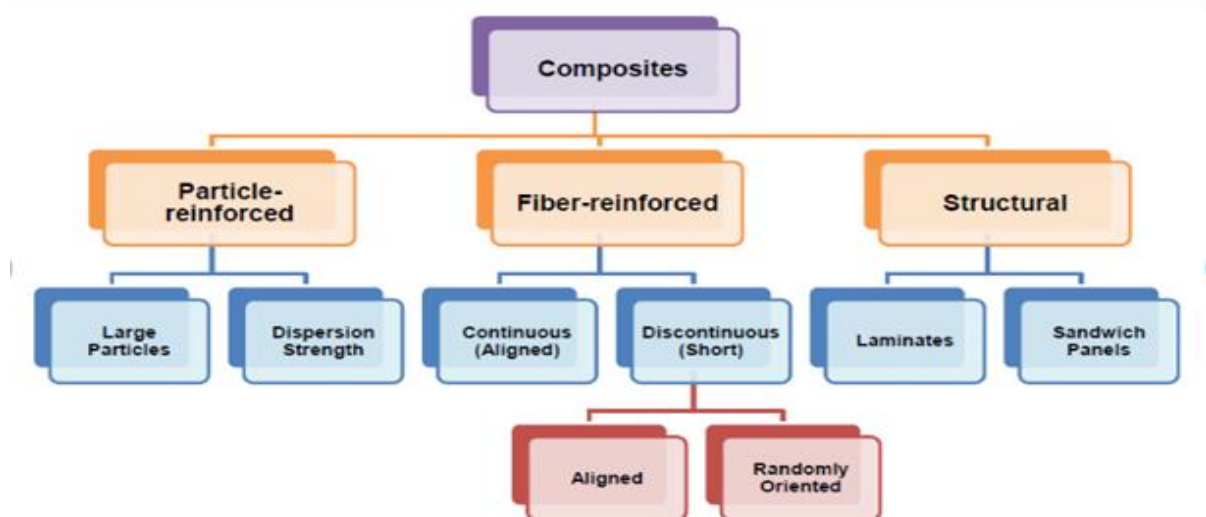 Composites
Particle-
reinforced
Fiber-reinforced
Structural
Large
Particles
Dispersion
Strength
Continuous
(Aligned)
Discontinuous
(Short)
Laminates
Sandwich
Panels
Aligned
Randomly
Oriented